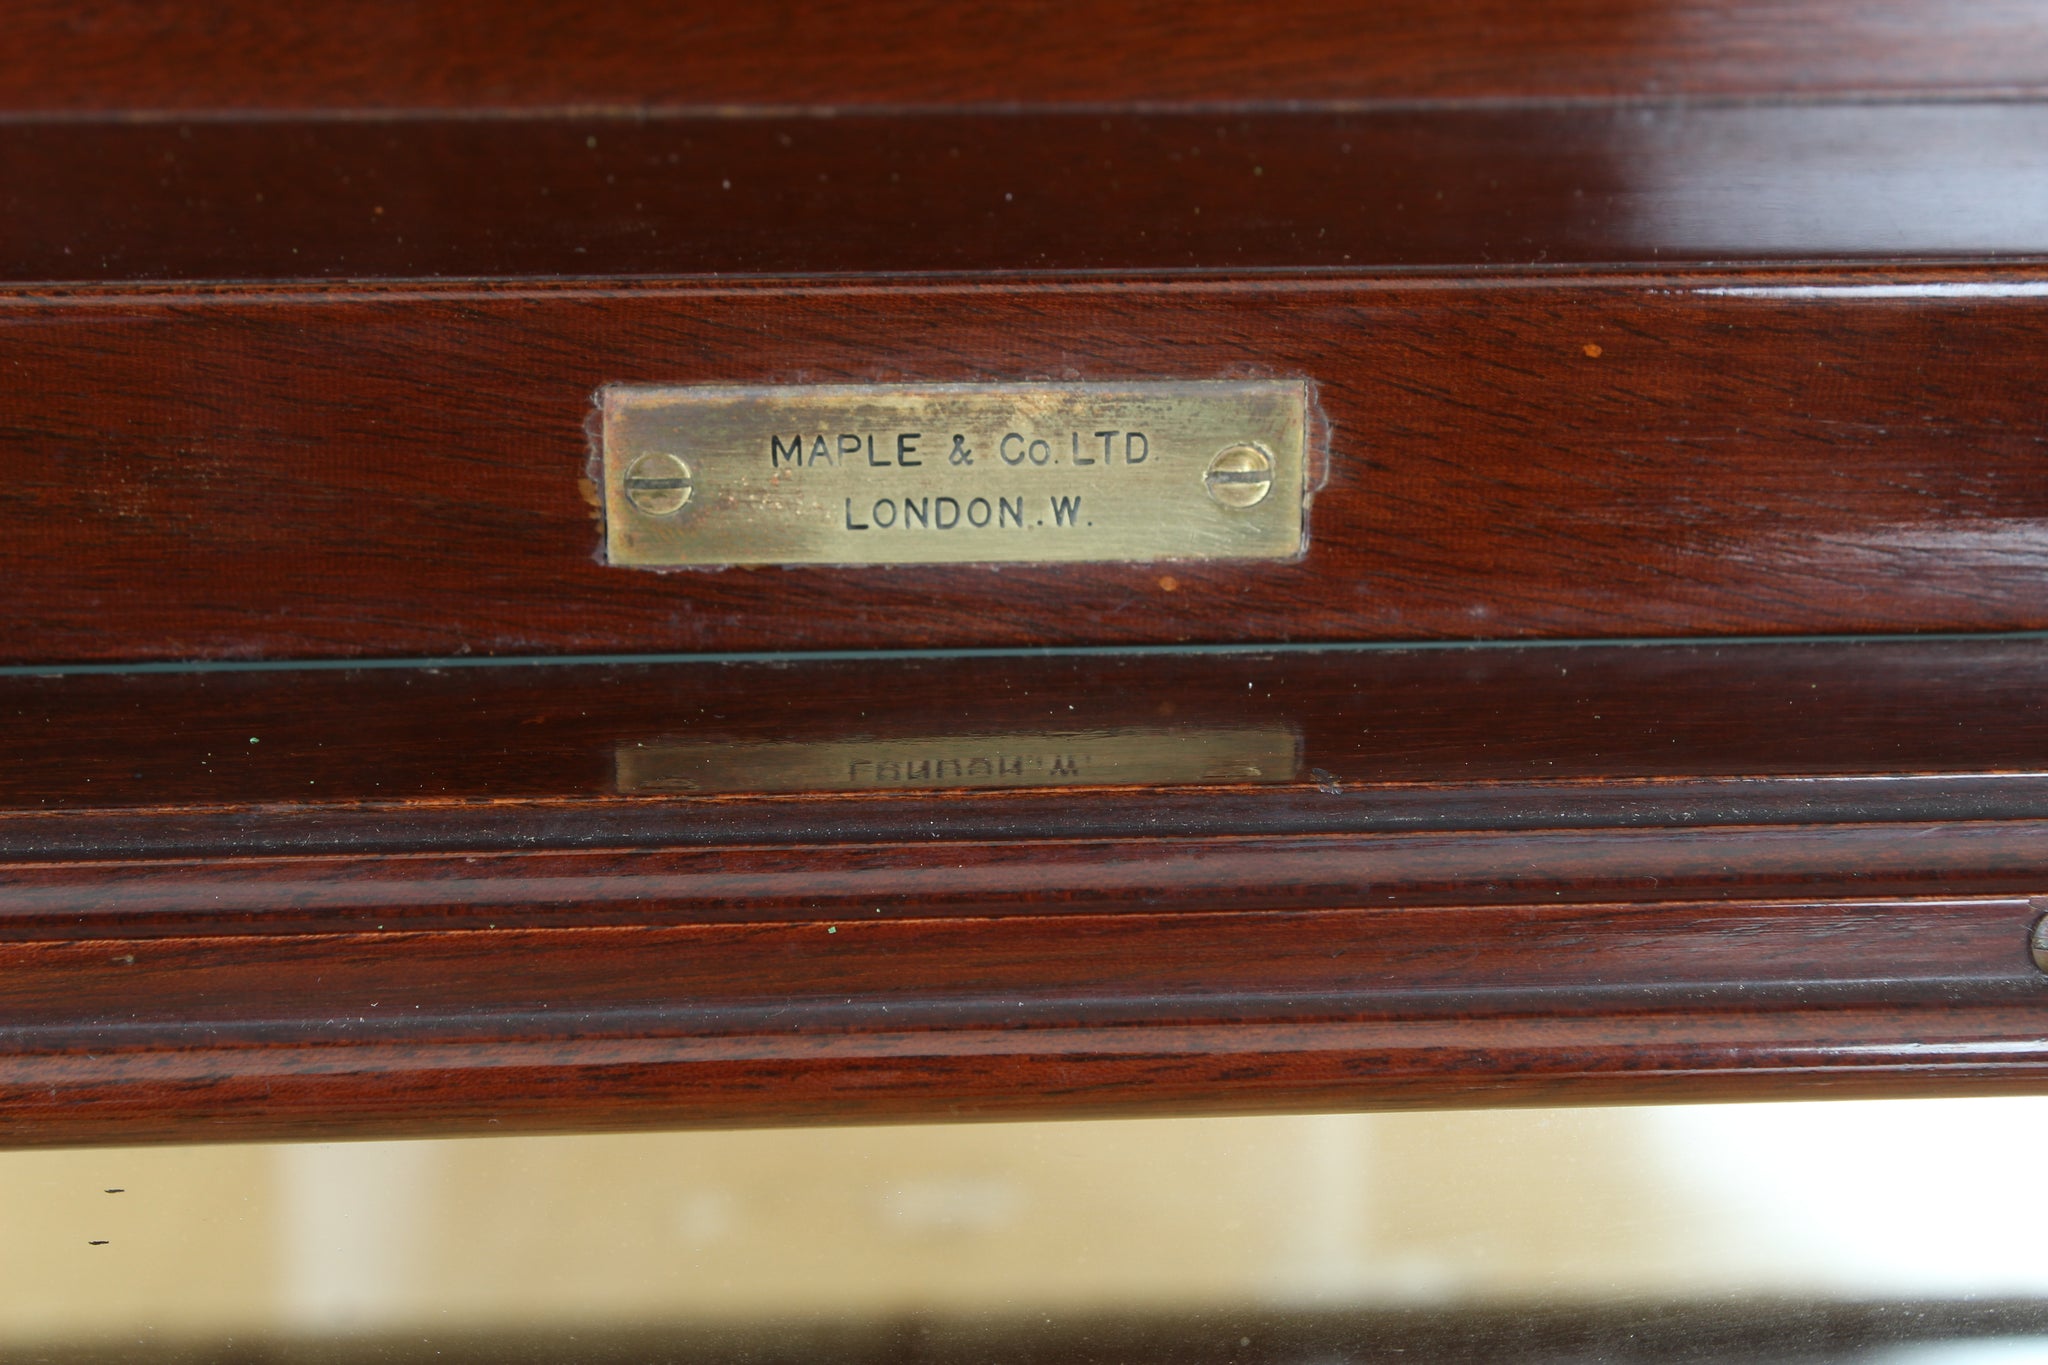 MAPLE & Co. LTD.
LONDON. W.